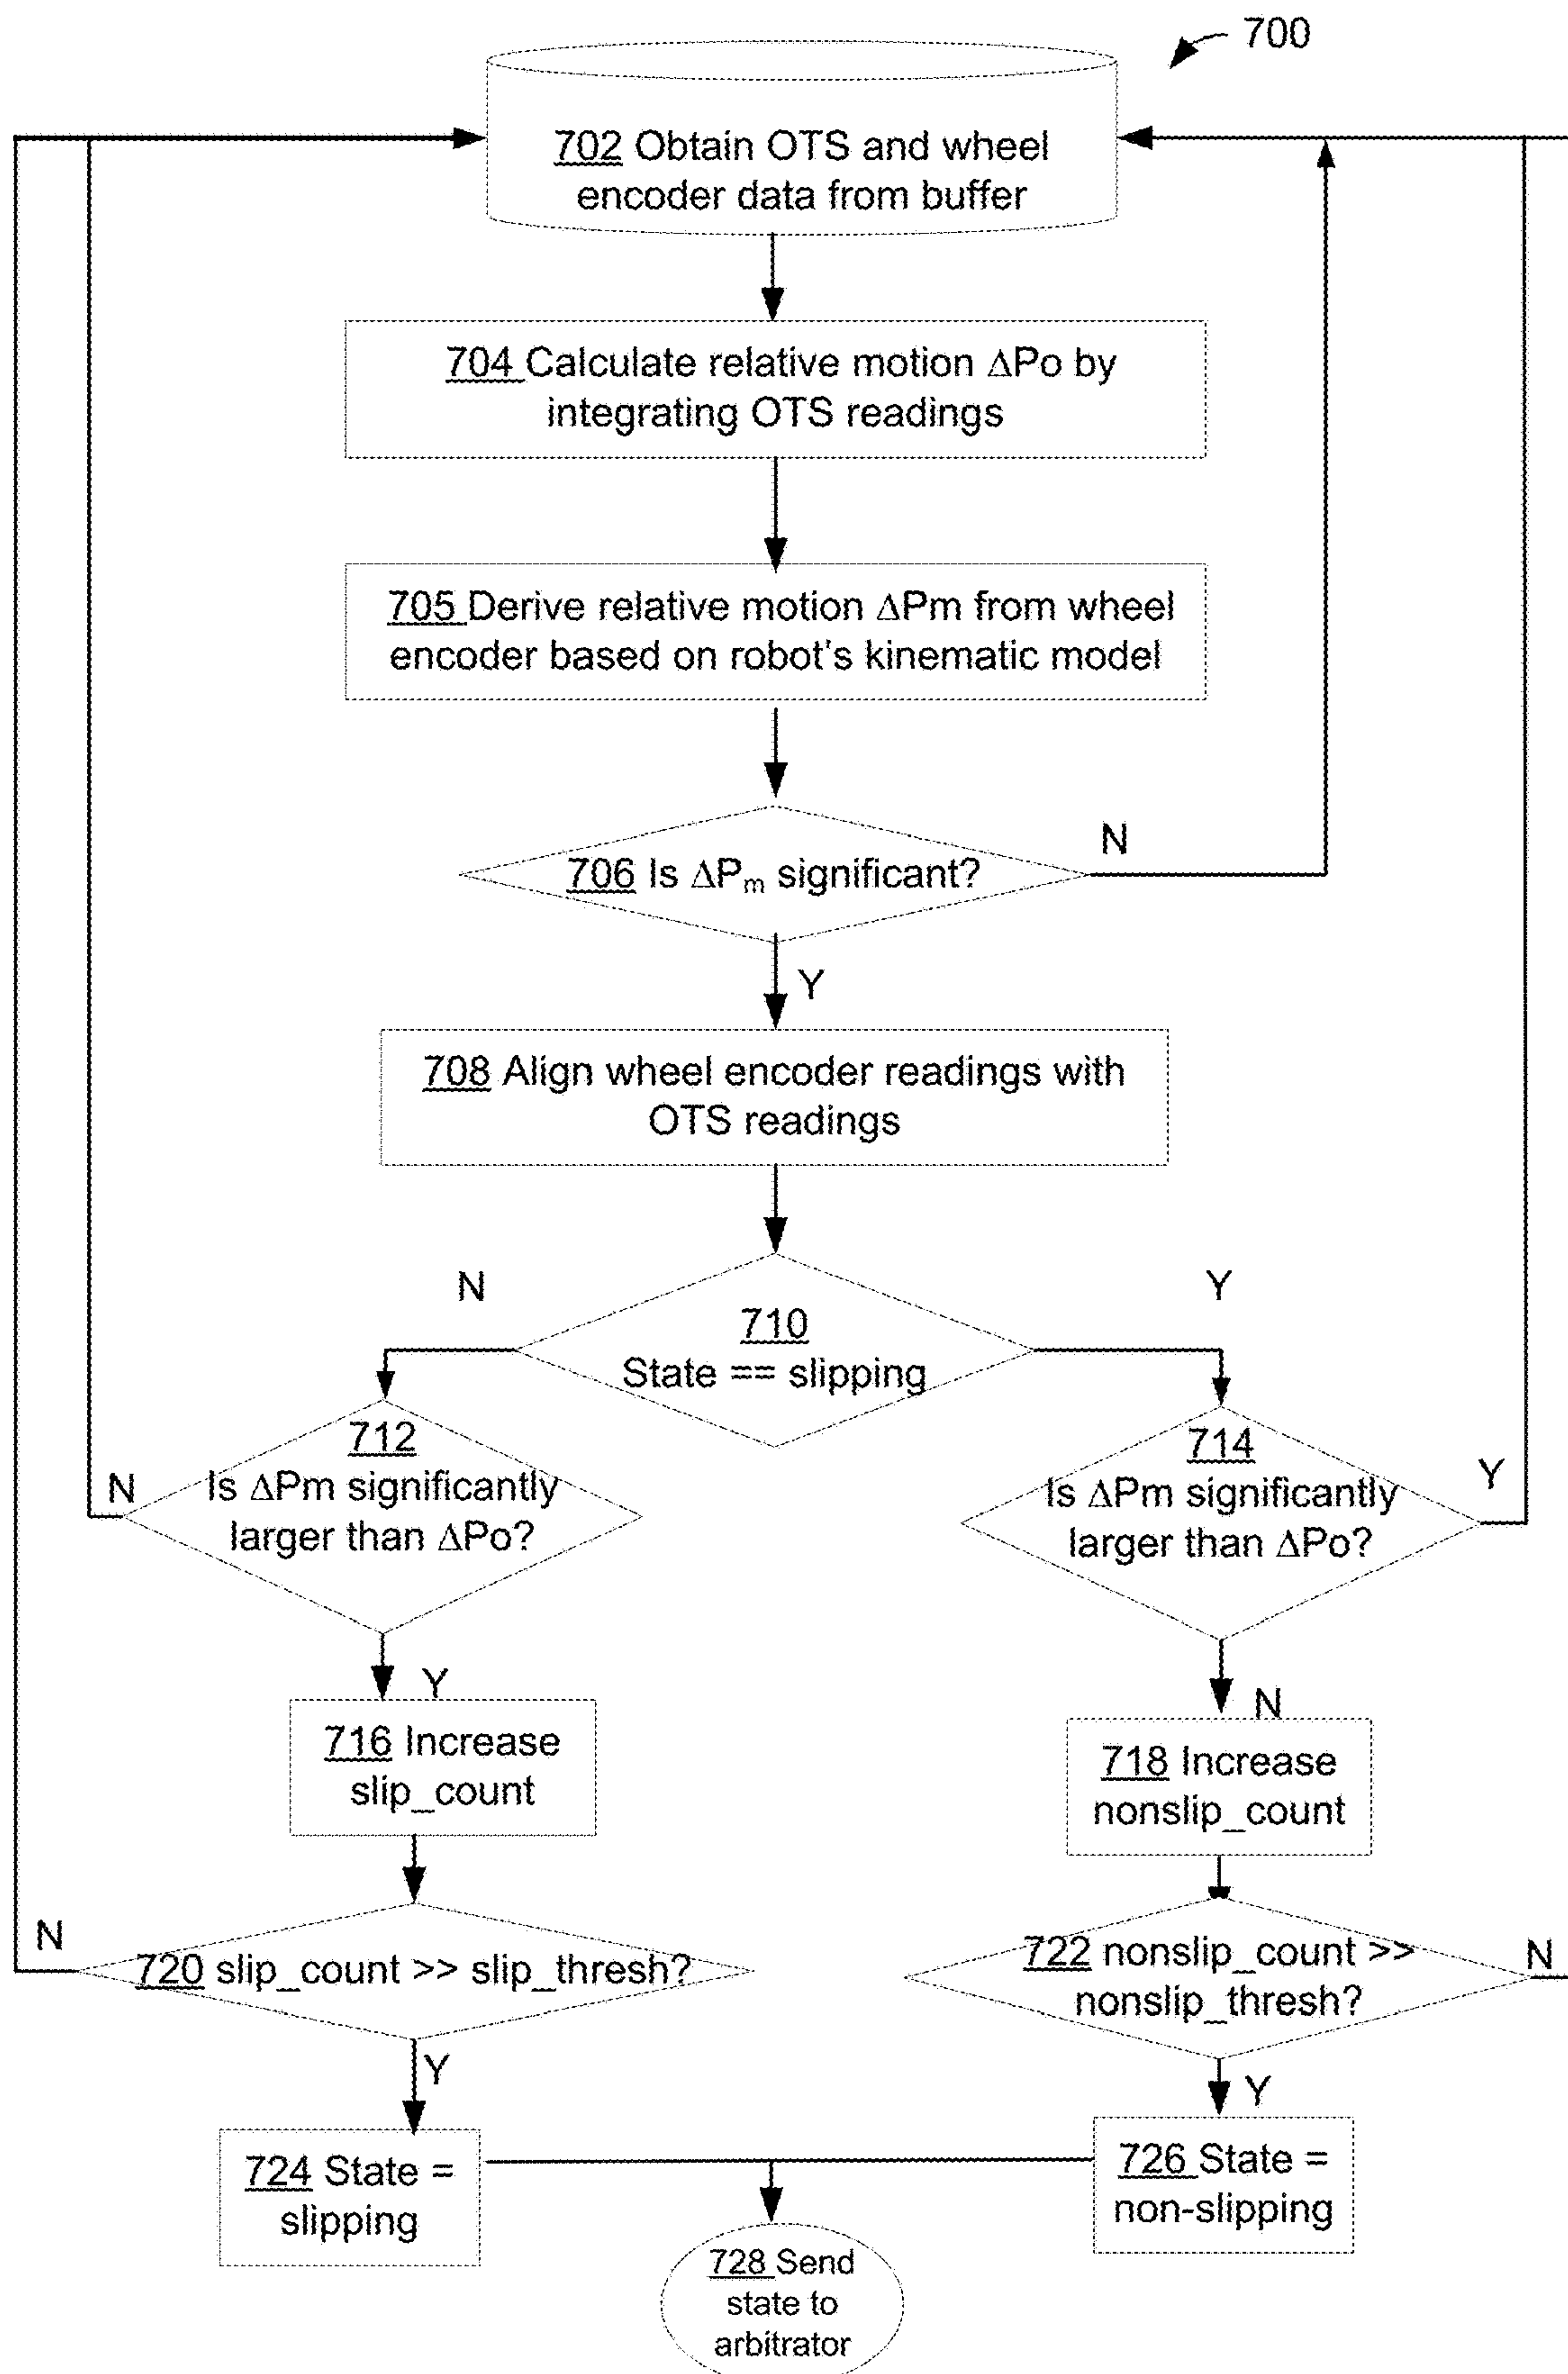 700
702 Obtain OTS and wheel
encoder data from buffer
704 Calculate relative motion ΔPo by
integrating OTS readings
705 Derive relative motion ΔPm from wheel
encoder based on robot's kinematic model
706 Is ΔPm significant?
N
Y
708 Align wheel encoder readings with
OTS readings
N
Y
710
State == slipping
712
Is ΔPm significantly
larger than ΔPo?
N
714
Is ΔPm significantly
larger than ΔPo?
Y
Y
N
716 Increase
slip_count
718 Increase
nonslip_count
N
720 slip_count >> slip_thresh?
722 nonslip_count >>
nonslip_thresh?
N
Y
Y
724 State =
slipping
726 State =
non-slipping
728 Send
state to
arbitrator